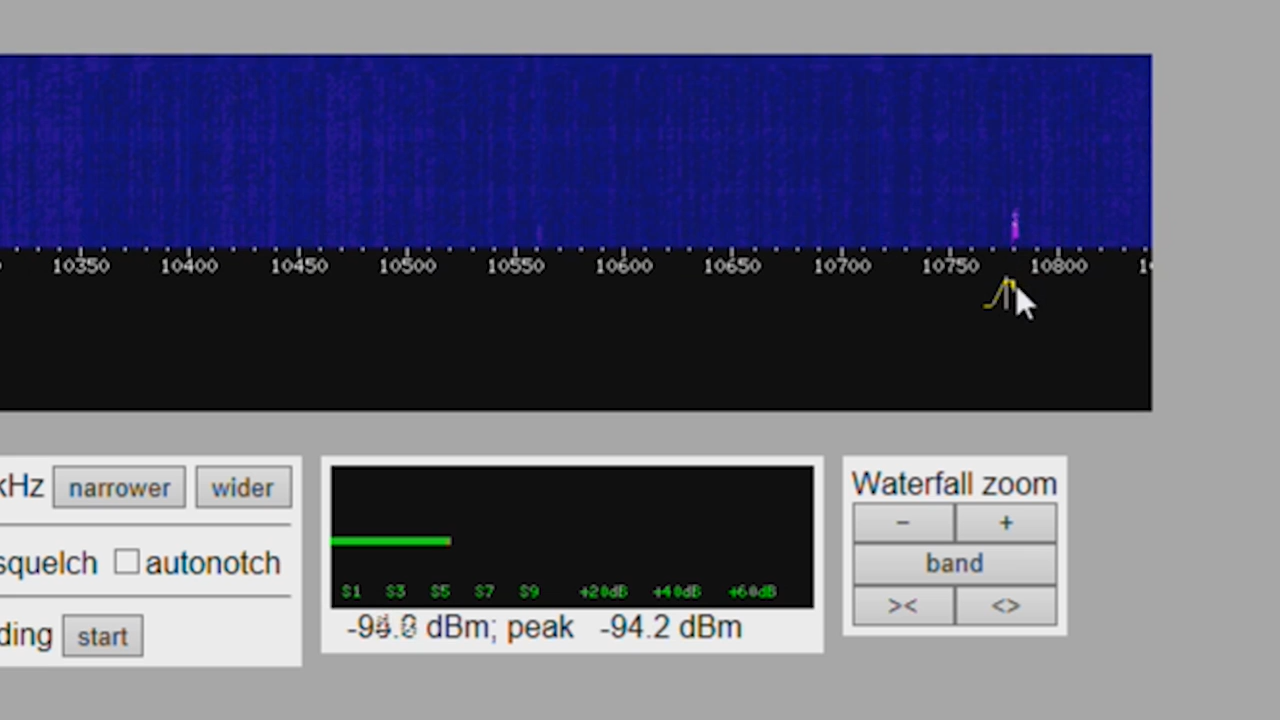 10350 10400 10450 10500 10550 10600 10650 10700 10750 10800
kHz narrower wider
squelch autonotch
ding start
S1 S3 S5 S7 S9 +20dB +40dB +60dB
dBm; peak -94.2 dBm
Waterfall zoom
- +
band
>< <>